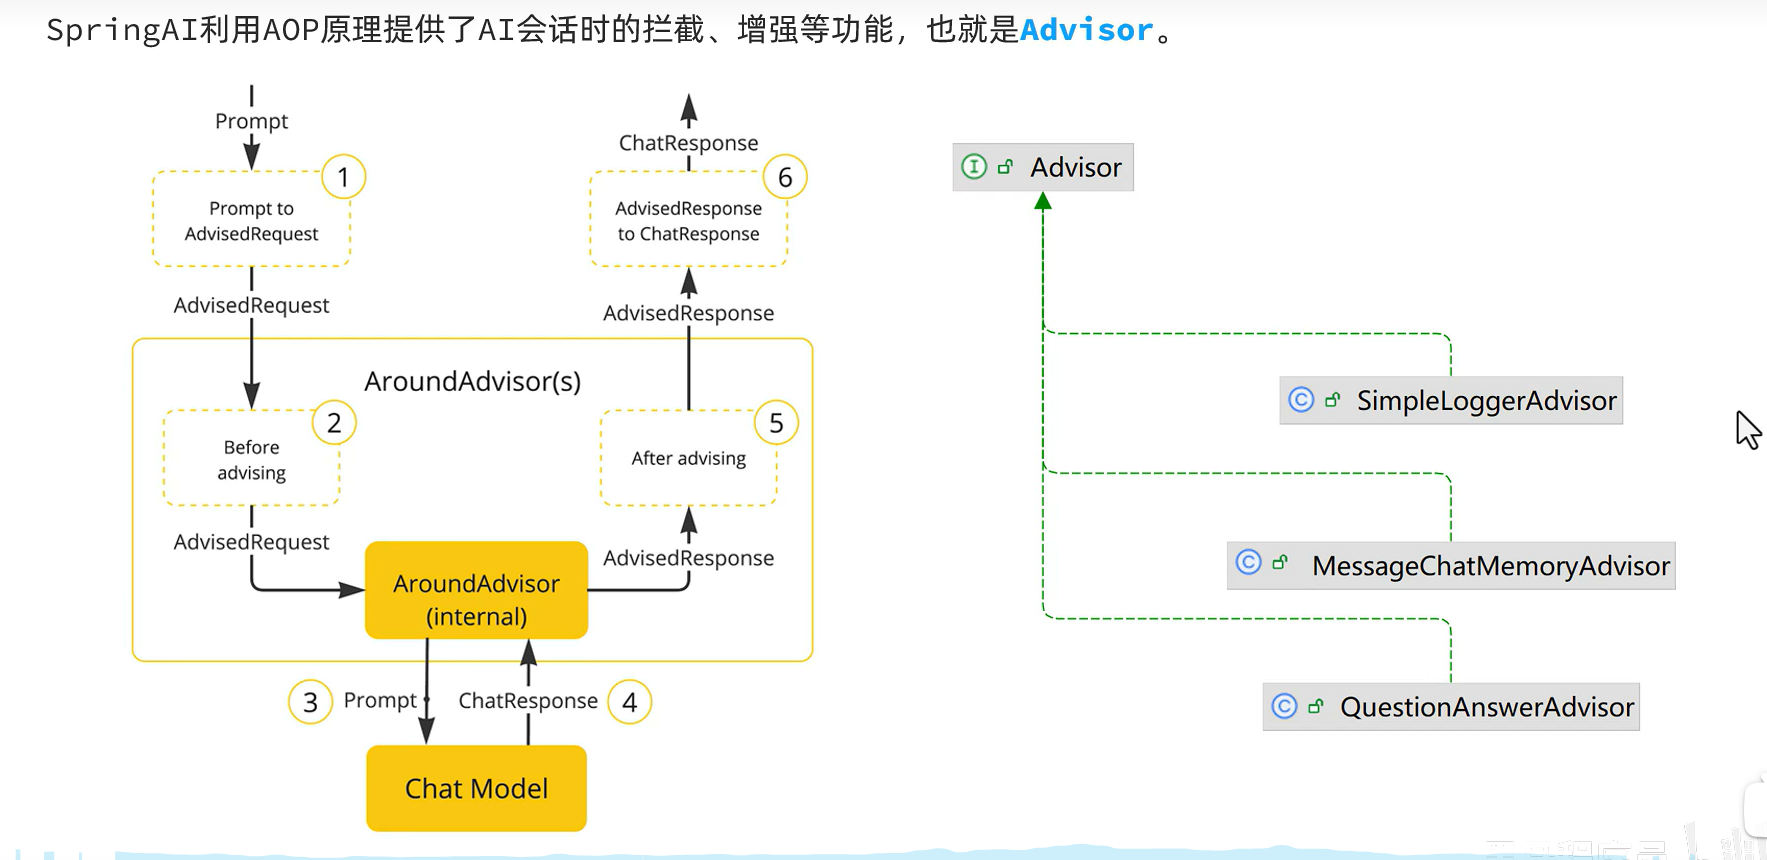 SpringAI利用AOP原理提供了AI会话时的拦截、增强等功能，也就是Advisor。
Prompt
1
Prompt to
AdvisedRequest
AdvisedRequest
ChatResponse
6
AdvisedResponse
to ChatResponse
AdvisedResponse
AroundAdvisor(s)
2
Before
advising
AdvisedRequest
5
After advising
AdvisedResponse
AroundAdvisor
(internal)
3 Prompt
ChatResponse 4
Chat Model
I Advisor
C SimpleLoggerAdvisor
C MessageChatMemoryAdvisor
C QuestionAnswerAdvisor